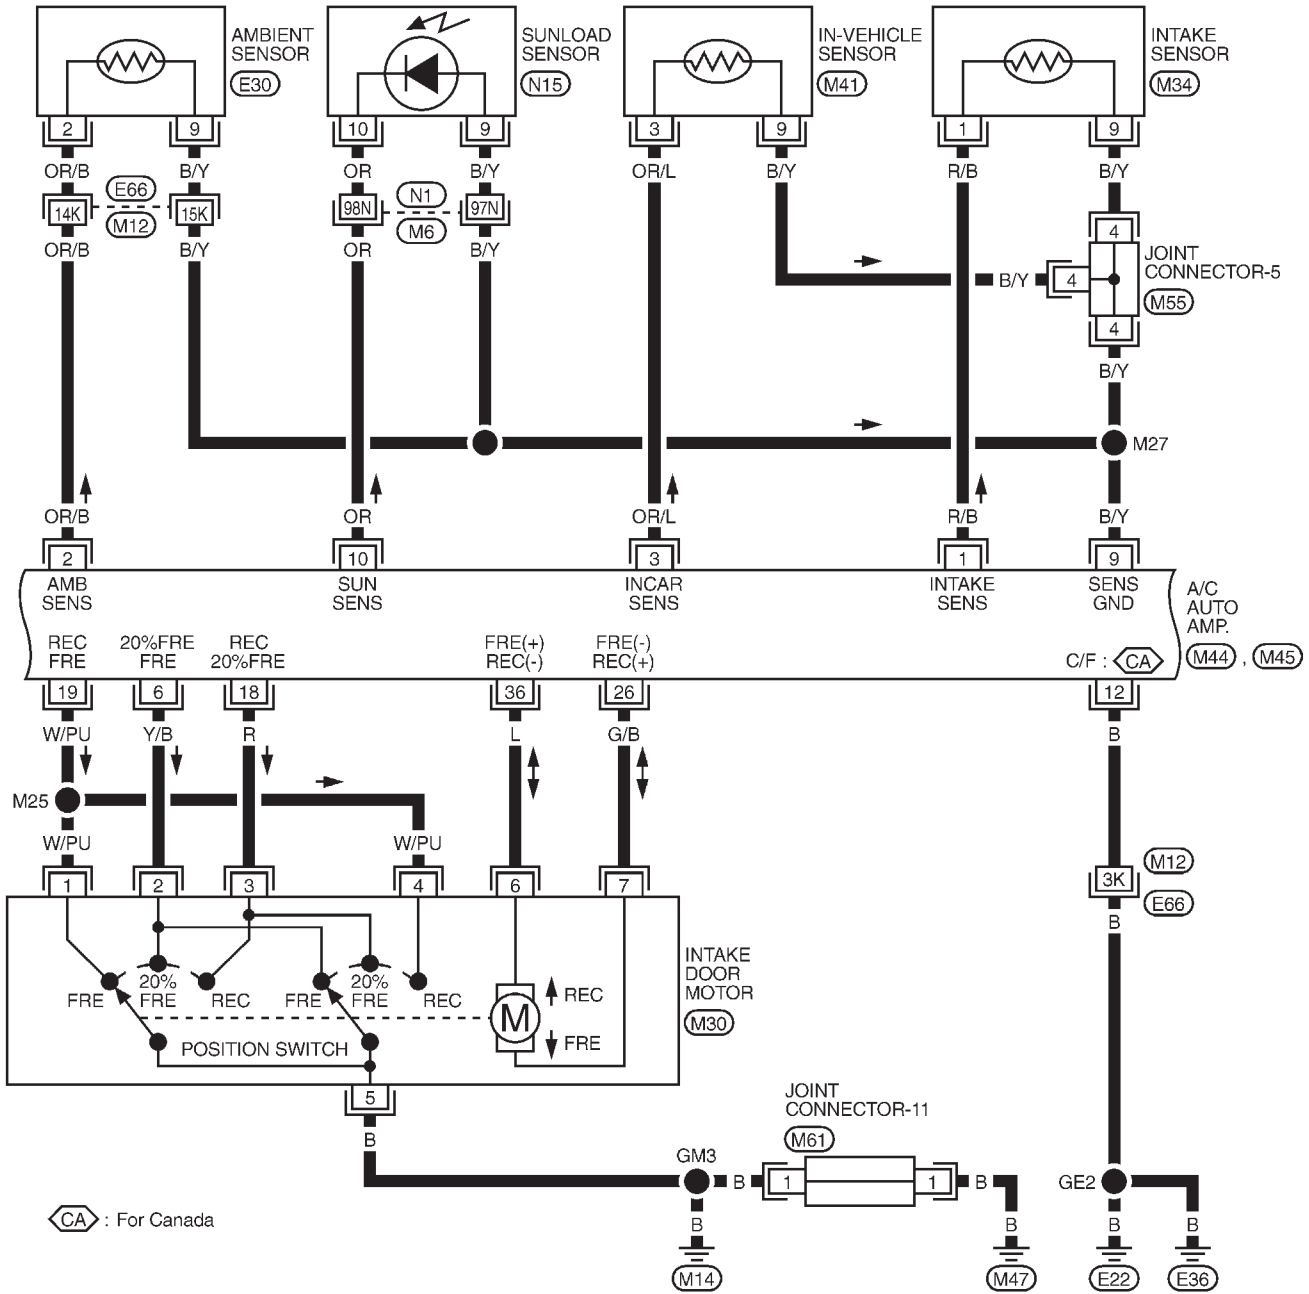 AMBIENT
SENSOR
E30
SUNLOAD
SENSOR
N15
IN-VEHICLE
SENSOR
M41
INTAKE
SENSOR
M34
2 9 10 9 3 9 1 9
OR/B B/Y OR B/Y OR/L B/Y R/B B/Y
14K E66 M12 15K 98N N1 M6 97N
OR/B B/Y OR B/Y
4
JOINT
CONNECTOR-5
M55
B/Y 4
4
B/Y
M27
OR/B OR OR/L R/B B/Y
2 10 3 1 9
AMB
SENS
SUN
SENS
INCAR
SENS
INTAKE
SENS
SENS
GND
A/C
AUTO
AMP.
M44 , M45
REC
FRE
20%FRE
FRE
REC
20%FRE
FRE(+)
REC(-)
FRE(-)
REC(+)
C/F : CA
19 6 18 36 26 12
W/PU Y/B R L G/B B
M25
W/PU W/PU
M12
3K
E66
B
1 2 3 4 6 7
FRE
20%
FRE
REC
FRE
20%
FRE
REC
M
REC
FRE
POSITION SWITCH
INTAKE
DOOR
MOTOR
M30
5
B
JOINT
CONNECTOR-11
M61
GM3
B 1 1 B
GE2
B B B B
M14 M47 E22 E36
CA : For Canada